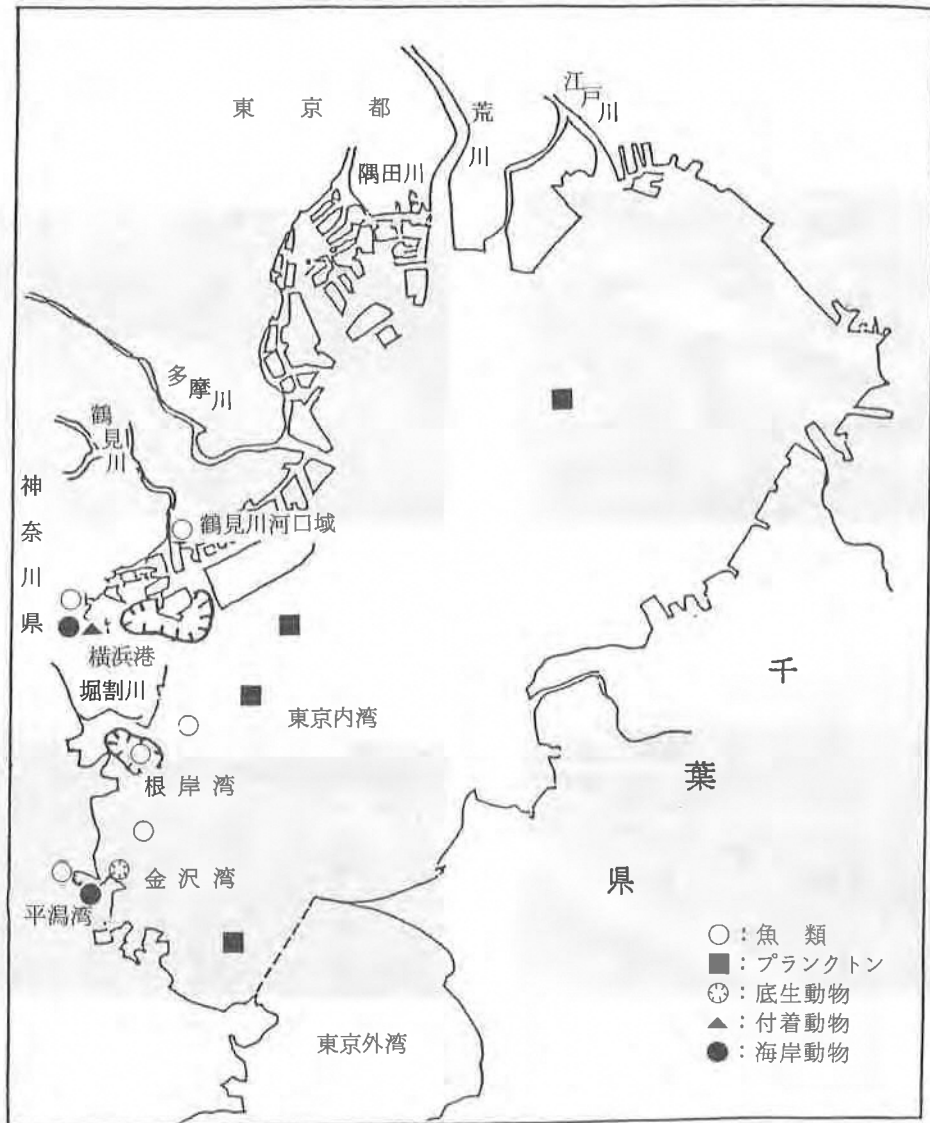 東京都
荒川
江戸川
隅田川
多摩川
鶴見川
神奈川県
鶴見川河口域
横浜港
堀割川
東京内湾
根岸湾
金沢湾
平潟湾
東京外湾
千葉県
○：魚　類
■：プランクトン
：底生動物
▲：付着動物
●：海岸動物